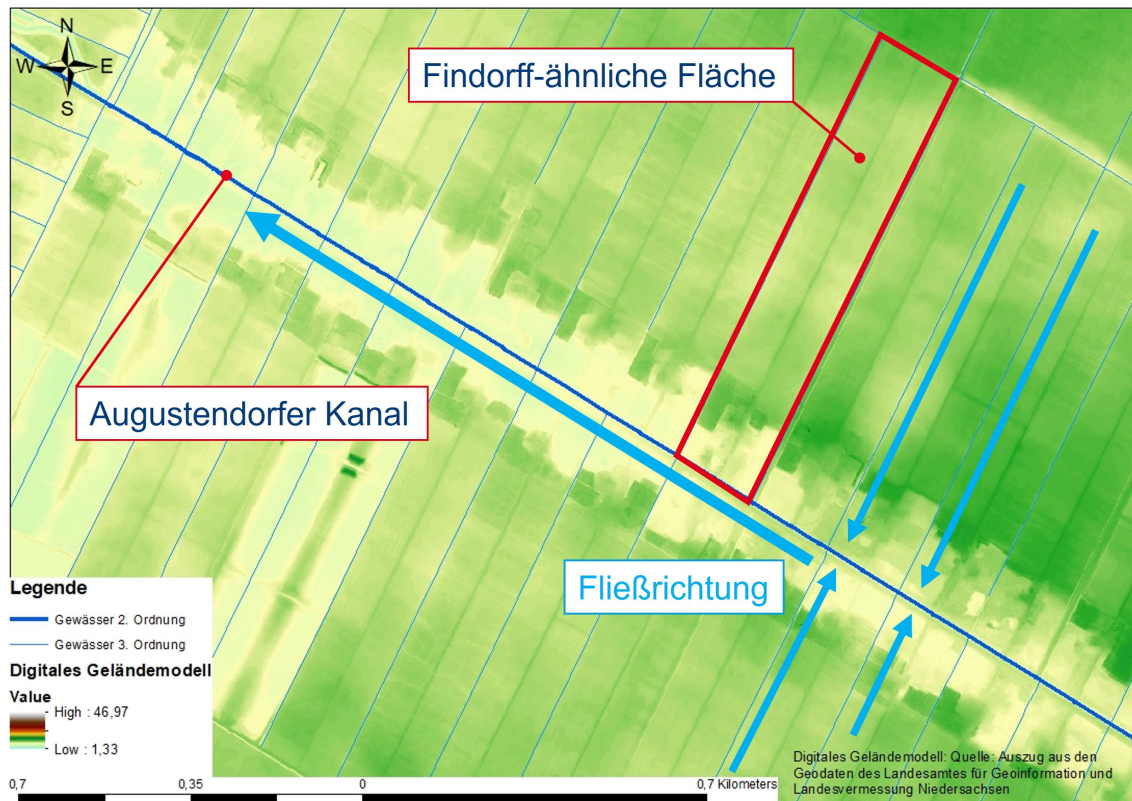 N
W E
S
Findorff-ähnliche Fläche
Augustendorfer Kanal
Fließrichtung
Legende
Gewässer 2. Ordnung
Gewässer 3. Ordnung
Digitales Geländemodell
Value
High : 46,97
Low : 1,33
0,7 0,35 0 0,7 Kilometers
Digitales Geländemodell: Quelle: Auszug aus den
Geodaten des Landesamtes für Geoinformation und
Landesvermessung Niedersachsen